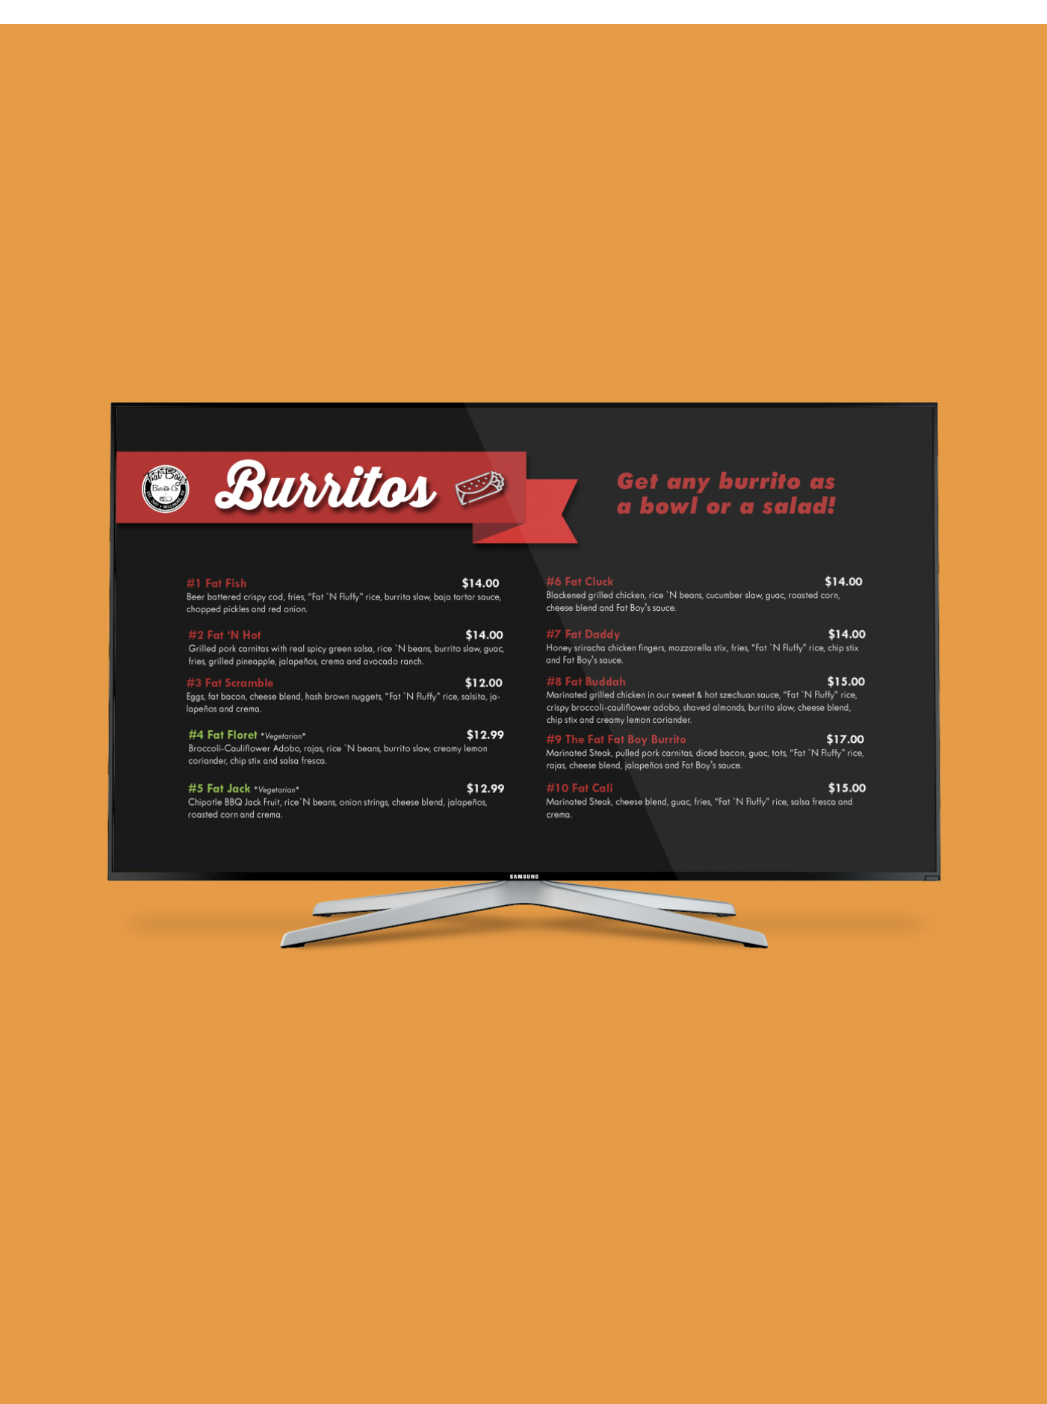 Fat Boy's
Burrito Co
Burritos
Get any burrito as
a bowl or a salad!
#1 Fat Fish $14.00
Beer battered crispy cod, fries, "Fat `N Fluffy" rice, burrito slaw, baja tartar sauce,
chopped pickles and red onion.
#2 Fat ‘N Hot $14.00
Grilled pork carnitas with real spicy green salsa, rice `N beans, burrito slaw, guac,
fries, grilled pineapple, jalapeños, crema and avocado ranch.
#3 Fat Scramble $12.00
Eggs, fat bacon, cheese blend, hash brown nuggets, "Fat `N Fluffy" rice, salsita, ja-
lapeños and crema.
#4 Fat Floret *Vegetarian* $12.99
Broccoli-Cauliflower Adobo, rajas, rice `N beans, burrito slaw, creamy lemon
coriander, chip stix and salsa fresca.
#5 Fat Jack *Vegetarian* $12.99
Chipotle BBQ Jack Fruit, rice`N beans, onion strings, cheese blend, jalapeños,
roasted corn and crema.
#6 Fat Cluck $14.00
Blackened grilled chicken, rice `N beans, cucumber slaw, guac, roasted corn,
cheese blend and Fat Boy's sauce.
#7 Fat Daddy $14.00
Honey sriracha chicken fingers, mozzarella stix, fries, "Fat `N Fluffy" rice, chip stix
and Fat Boy's sauce.
#8 Fat Buddah $15.00
Marinated grilled chicken in our sweet & hot szechuan sauce, "Fat `N Fluffy" rice,
crispy broccoli-cauliflower adobo, shaved almonds, burrito slaw, cheese blend,
chip stix and creamy lemon coriander.
#9 The Fat Fat Boy Burrito $17.00
Marinated Steak, pulled pork carnitas, diced bacon, guac, tots, "Fat `N Fluffy" rice,
rajas, cheese blend, jalapeños and Fat Boy's sauce.
#10 Fat Cali $15.00
Marinated Steak, cheese blend, guac, fries, "Fat `N Fluffy" rice, salsa fresca and
crema.
SAMSUNG